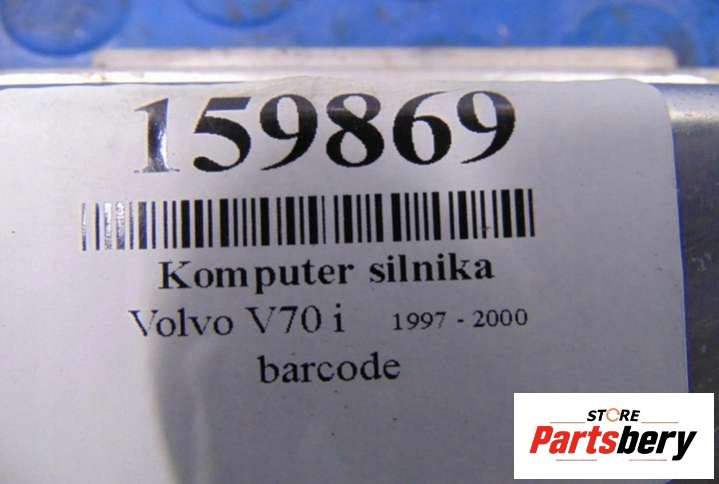 159869
Komputer silnika
Volvo V70 i 1997 - 2000
barcode
STORE
Partsbery